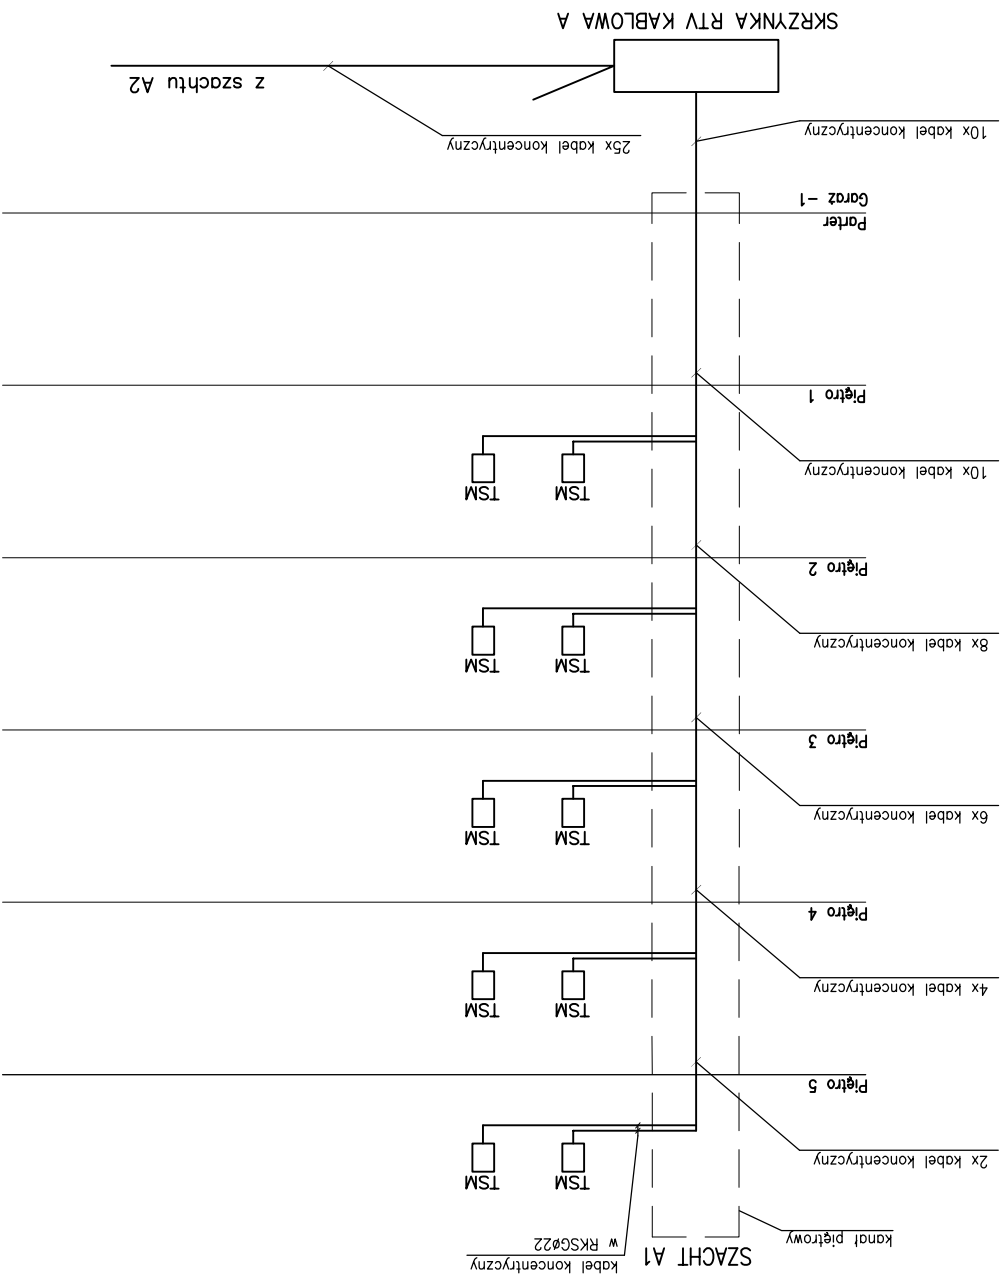 kabel koncentryczny
w RKSGø22
SZACHT A1
kanał piętrowy
TSM
TSM
2x kabel koncentryczny
Piętro 5
TSM
TSM
4x kabel koncentryczny
Piętro 4
TSM
TSM
6x kabel koncentryczny
Piętro 3
TSM
TSM
8x kabel koncentryczny
Piętro 2
TSM
TSM
10x kabel koncentryczny
Piętro 1
Parter
Garaż -1
10x kabel koncentryczny
25x kabel koncentryczny
z szachtu A2
SKRZYNKA RTV KABLOWA A